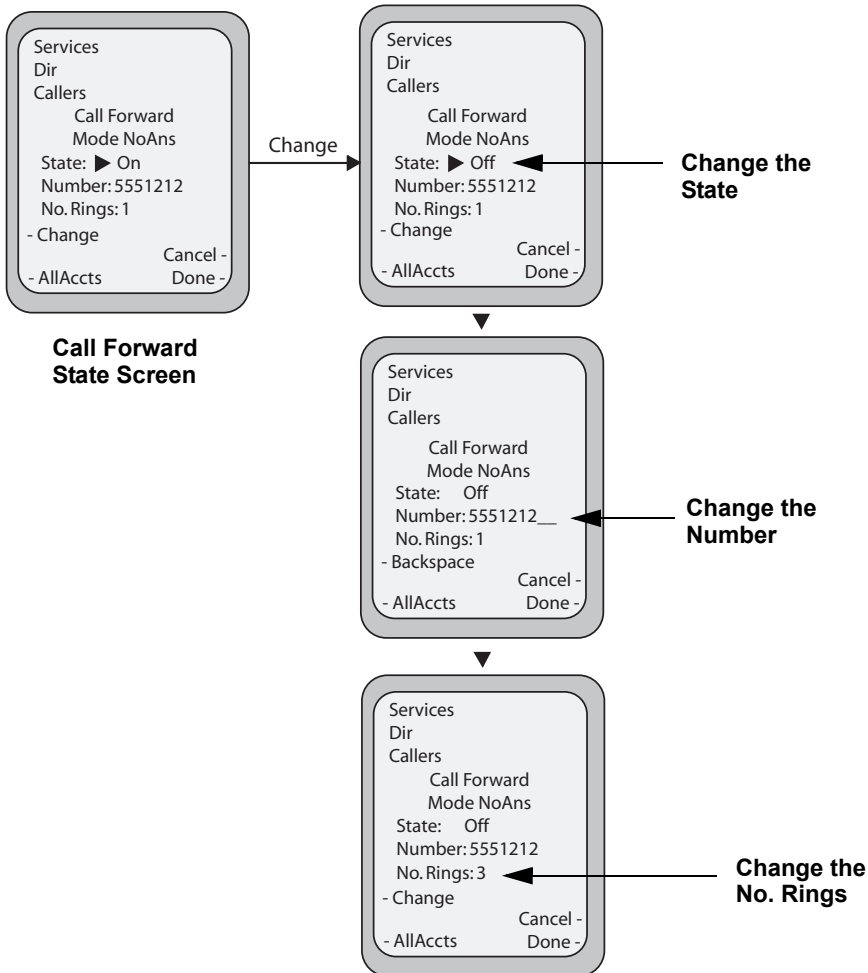 Services
Dir
Callers
Call Forward
Mode NoAns
State: ▶ On
Number: 5551212
No. Rings: 1
- Change
Cancel -
- AllAccts Done -
Call Forward
State Screen
Change
Services
Dir
Callers
Call Forward
Mode NoAns
State: ▶ Off
Number: 5551212
No. Rings: 1
- Change
Cancel -
- AllAccts Done -
Change the
State
Services
Dir
Callers
Call Forward
Mode NoAns
State: Off
Number: 5551212__
No. Rings: 1
- Backspace
Cancel -
- AllAccts Done -
Change the
Number
Services
Dir
Callers
Call Forward
Mode NoAns
State: Off
Number: 5551212
No. Rings: 3
- Change
Cancel -
- AllAccts Done -
Change the
No. Rings